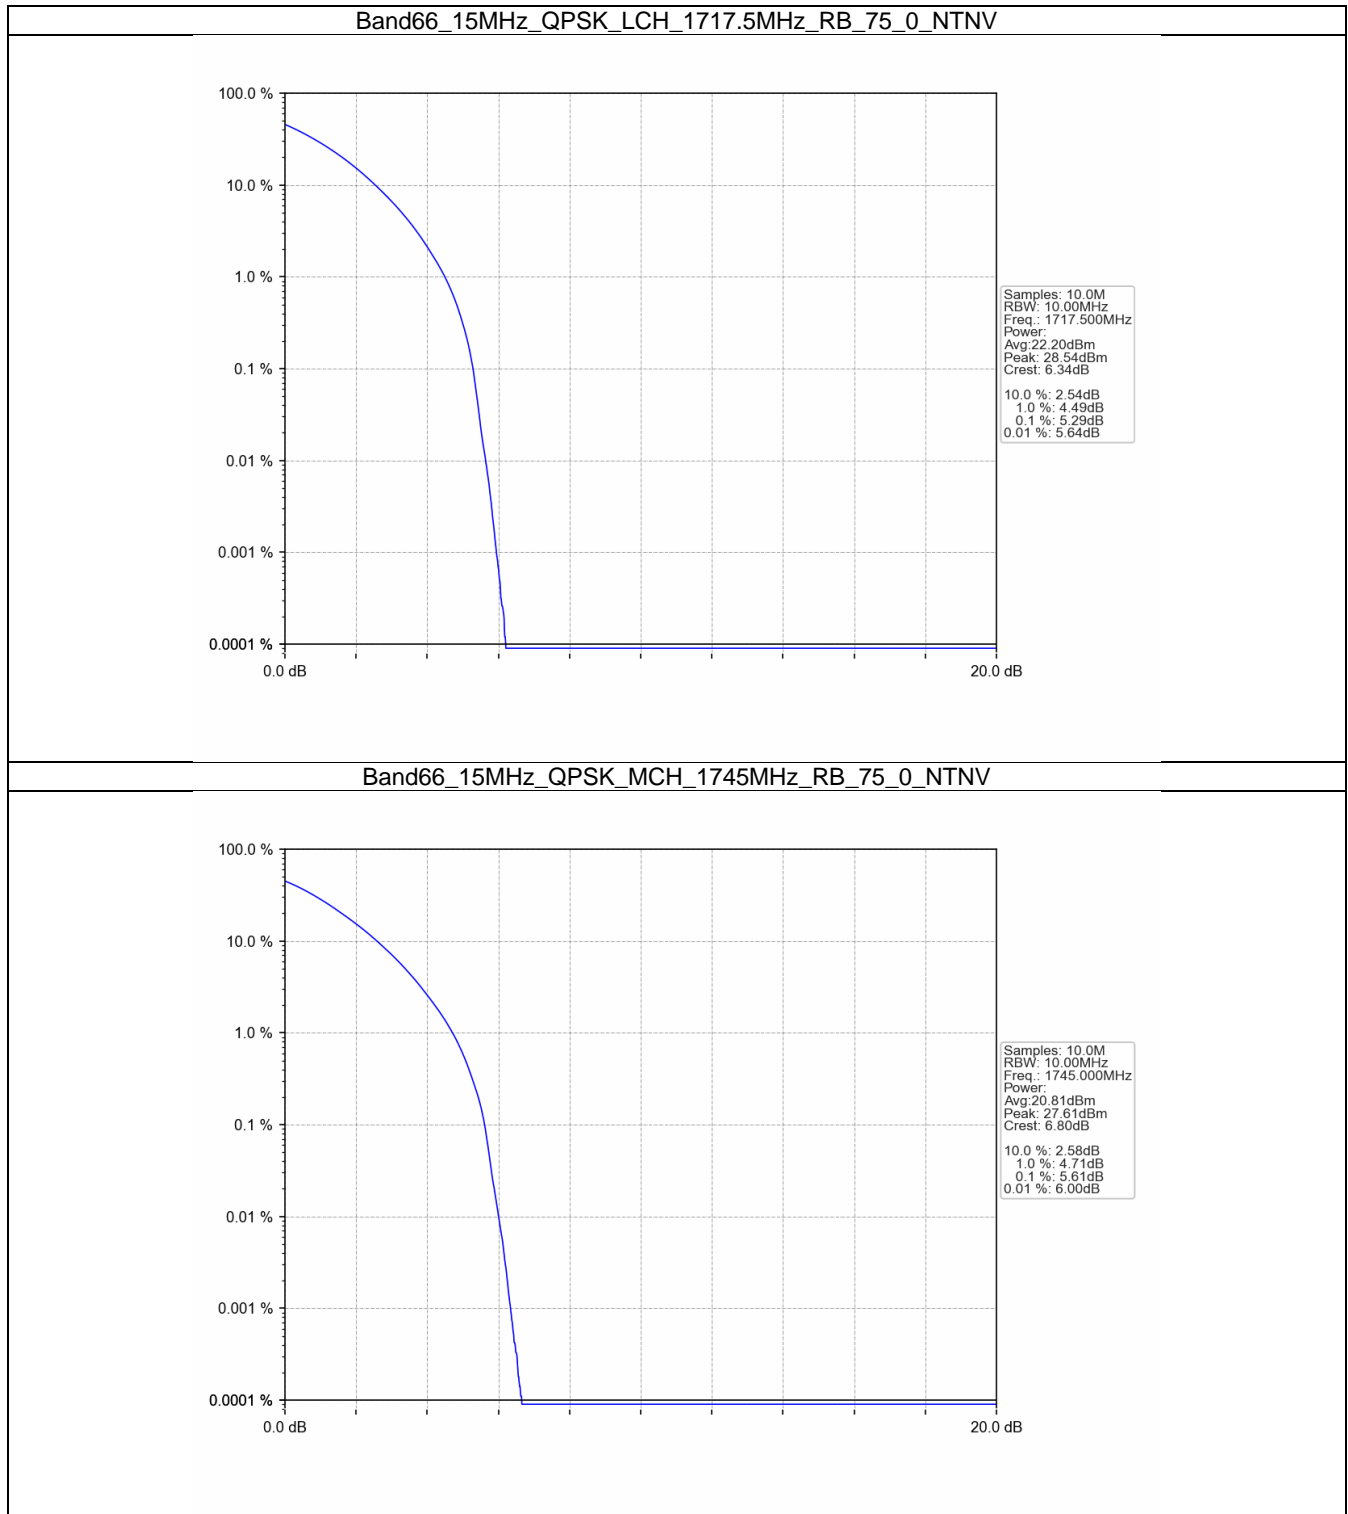 Band66_15MHz_QPSK_LCH_1717.5MHz_RB_75_0_NTNV
100.0 %
10.0 %
1.0 %
0.1 %
0.01 %
0.001 %
0.0001 %
0.0 dB
20.0 dB
Samples: 10.0M
RBW: 10.00MHz
Freq.: 1717.500MHz
Power:
Avg:22.20dBm
Peak: 28.54dBm
Crest: 6.34dB
10.0 %: 2.54dB
1.0 %: 4.49dB
0.1 %: 5.29dB
0.01 %: 5.64dB
Band66_15MHz_QPSK_MCH_1745MHz_RB_75_0_NTNV
100.0 %
10.0 %
1.0 %
0.1 %
0.01 %
0.001 %
0.0001 %
0.0 dB
20.0 dB
Samples: 10.0M
RBW: 10.00MHz
Freq.: 1745.000MHz
Power:
Avg:20.81dBm
Peak: 27.61dBm
Crest: 6.80dB
10.0 %: 2.58dB
1.0 %: 4.71dB
0.1 %: 5.61dB
0.01 %: 6.00dB